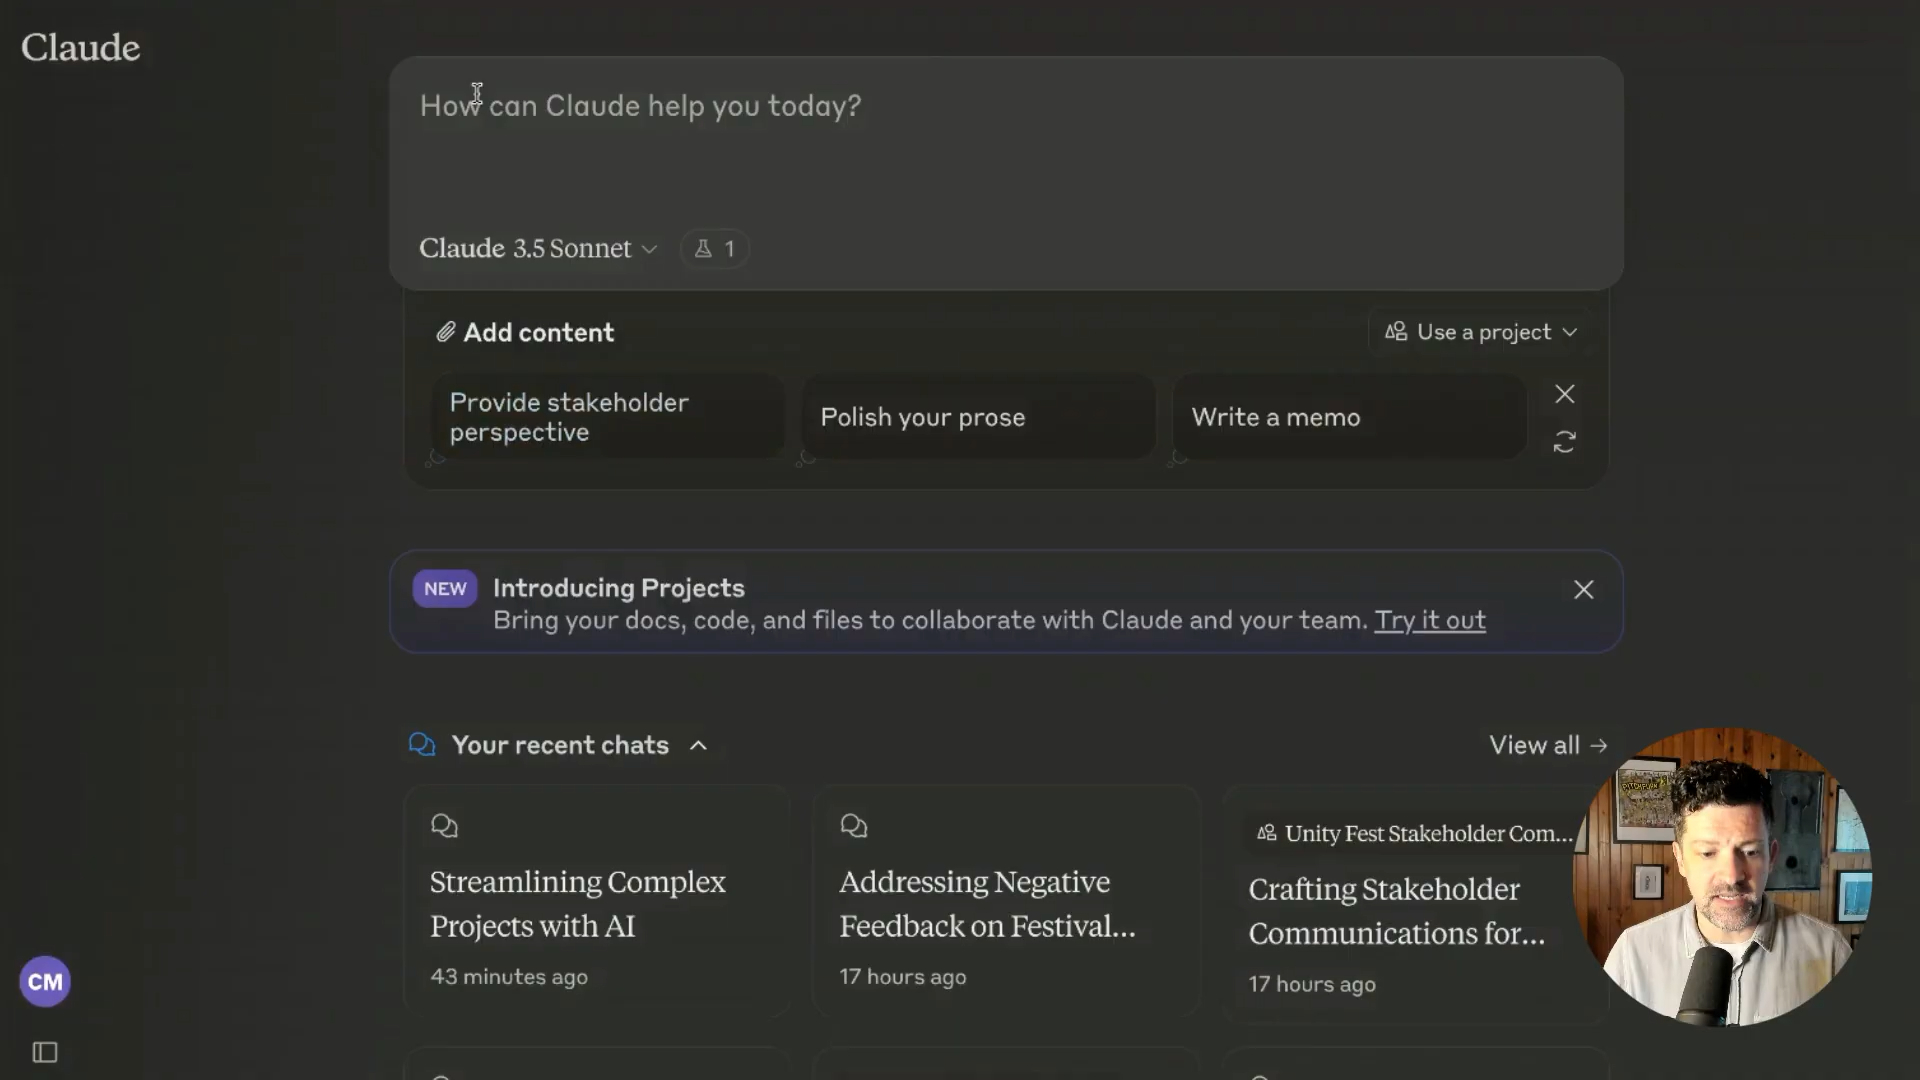 Claude
How can Claude help you today?
Claude 3.5 Sonnet
1
Add content
Use a project
Provide stakeholder
perspective
Polish your prose
Write a memo
NEW
Introducing Projects
Bring your docs, code, and files to collaborate with Claude and your team. Try it out
Your recent chats
View all →
Streamlining Complex
Projects with AI
43 minutes ago
Addressing Negative
Feedback on Festival...
17 hours ago
Unity Fest Stakeholder Com...
Crafting Stakeholder
Communications for...
17 hours ago
PITCHFORK
CM